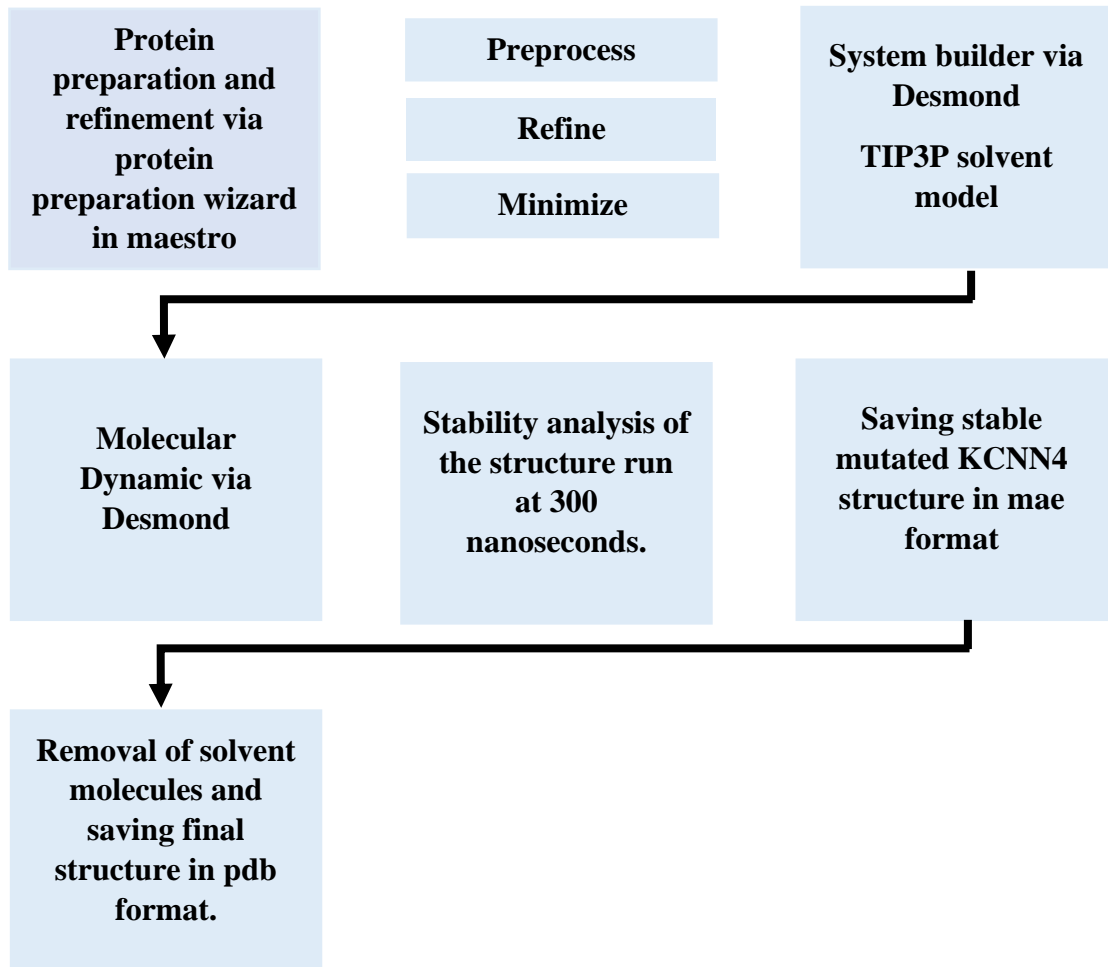 Protein
preparation and
refinement via
protein
preparation wizard
in maestro
Preprocess
Refine
Minimize
System builder via
Desmond
TIP3P solvent
model
Molecular
Dynamic via
Desmond
Stability analysis of
the structure run
at 300
nanoseconds.
Saving stable
mutated KCNN4
structure in mae
format
Removal of solvent
molecules and
saving final
structure in pdb
format.